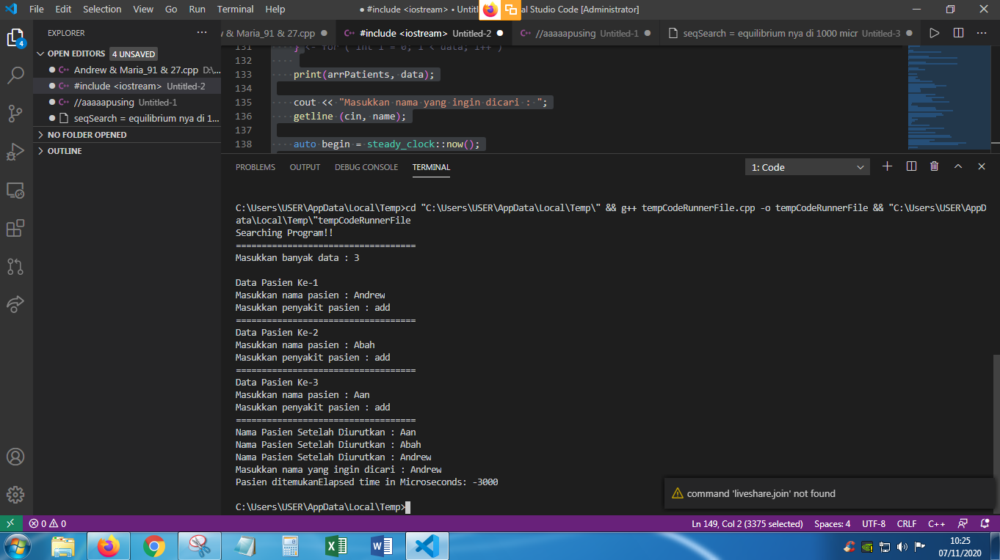 File Edit Selection View Go Run Terminal Help
● #include <iostream> • Untitl al Studio Code [Administrator]
EXPLORER
& Maria_91 & 27.cpp ● #include <iostream> Untitled-2 ● //aaaaapusing Untitled-1 ● seqSearch = equilibrium nya di 1000 micr Untitled-3 ●
OPEN EDITORS 4 UNSAVED
● Andrew & Maria_91 & 27.cpp D:\...
● #include <iostream> Untitled-2
● //aaaaapusing Untitled-1
● seqSearch = equilibrium nya di 1...
NO FOLDER OPENED
OUTLINE
4
131 } <- for ( int i = 0; i < data; i++ )
132
133 print(arrPatients, data);
134
135 cout << "Masukkan nama yang ingin dicari : ";
136 getline (cin, name);
137
138 auto begin = steady_clock::now();
PROBLEMS OUTPUT DEBUG CONSOLE TERMINAL
1: Code
C:\Users\USER\AppData\Local\Temp>cd "C:\Users\USER\AppData\Local\Temp\" && g++ tempCodeRunnerFile.cpp -o tempCodeRunnerFile && "C:\Users\USER\AppD
ata\Local\Temp\"tempCodeRunnerFile
Searching Program!!
===================================
Masukkan banyak data : 3
Data Pasien Ke-1
Masukkan nama pasien : Andrew
Masukkan penyakit pasien : add
===================================
Data Pasien Ke-2
Masukkan nama pasien : Abah
Masukkan penyakit pasien : add
===================================
Data Pasien Ke-3
Masukkan nama pasien : Aan
Masukkan penyakit pasien : add
===================================
Nama Pasien Setelah Diurutkan : Aan
Nama Pasien Setelah Diurutkan : Abah
Nama Pasien Setelah Diurutkan : Andrew
Masukkan nama yang ingin dicari : Andrew
Pasien ditemukanElapsed time in Microseconds: -3000
C:\Users\USER\AppData\Local\Temp>
command 'liveshare.join' not found
0 0
Ln 149, Col 2 (3375 selected) Spaces: 4 UTF-8 CRLF C++
10:25
07/11/2020